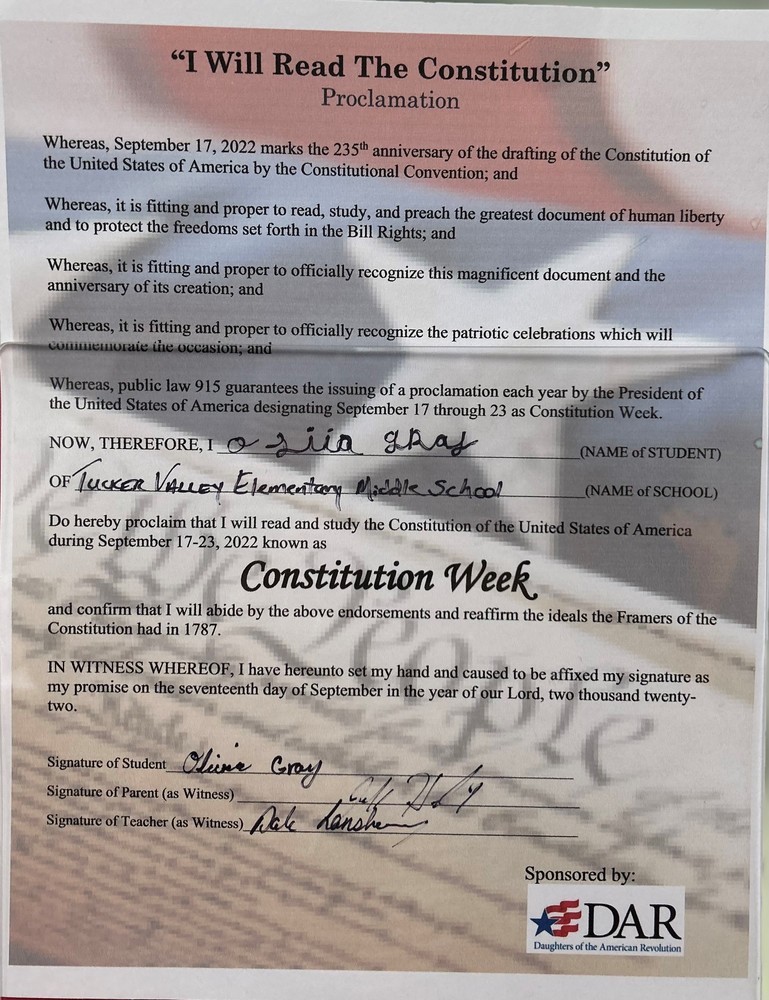 “I Will Read The Constitution”
Proclamation
Whereas, September 17, 2022 marks the 235th anniversary of the drafting of the Constitution of
the United States of America by the Constitutional Convention; and
Whereas, it is fitting and proper to read, study, and preach the greatest document of human liberty
and to protect the freedoms set forth in the Bill Rights; and
Whereas, it is fitting and proper to officially recognize this magnificent document and the
anniversary of its creation; and
Whereas, it is fitting and proper to officially recognize the patriotic celebrations which will
commemorate the occasion; and
Whereas, public law 915 guarantees the issuing of a proclamation each year by the President of
the United States of America designating September 17 through 23 as Constitution Week.
NOW, THEREFORE, I gray (NAME of STUDENT)
OF Tucker Valley Elementary Middle School (NAME of SCHOOL)
Do hereby proclaim that I will read and study the Constitution of the United States of America
during September 17-23, 2022 known as
Constitution Week
and confirm that I will abide by the above endorsements and reaffirm the ideals the Framers of the
Constitution had in 1787.
IN WITNESS WHEREOF, I have hereunto set my hand and caused to be affixed my signature as
my promise on the seventeenth day of September in the year of our Lord, two thousand twenty-
two.
Signature of Student Olivia Gray
Signature of Parent (as Witness)
Signature of Teacher (as Witness) Dale
Sponsored by:
DAR
Daughters of the American Revolution
We the People